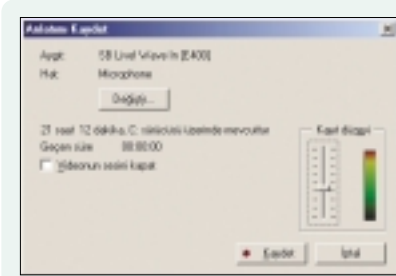 Anlatımı Kaydet
Aygıt: SB Live! Wave In [E400]
Hat: Microphone
Değiştir...
21 saat 12 dakika, C: sürücüsü üzerinde mevcuttur
Geçen süre 00:00:00
Videonun sesini kapat
Kayıt düzeyi
Kaydet
İptal